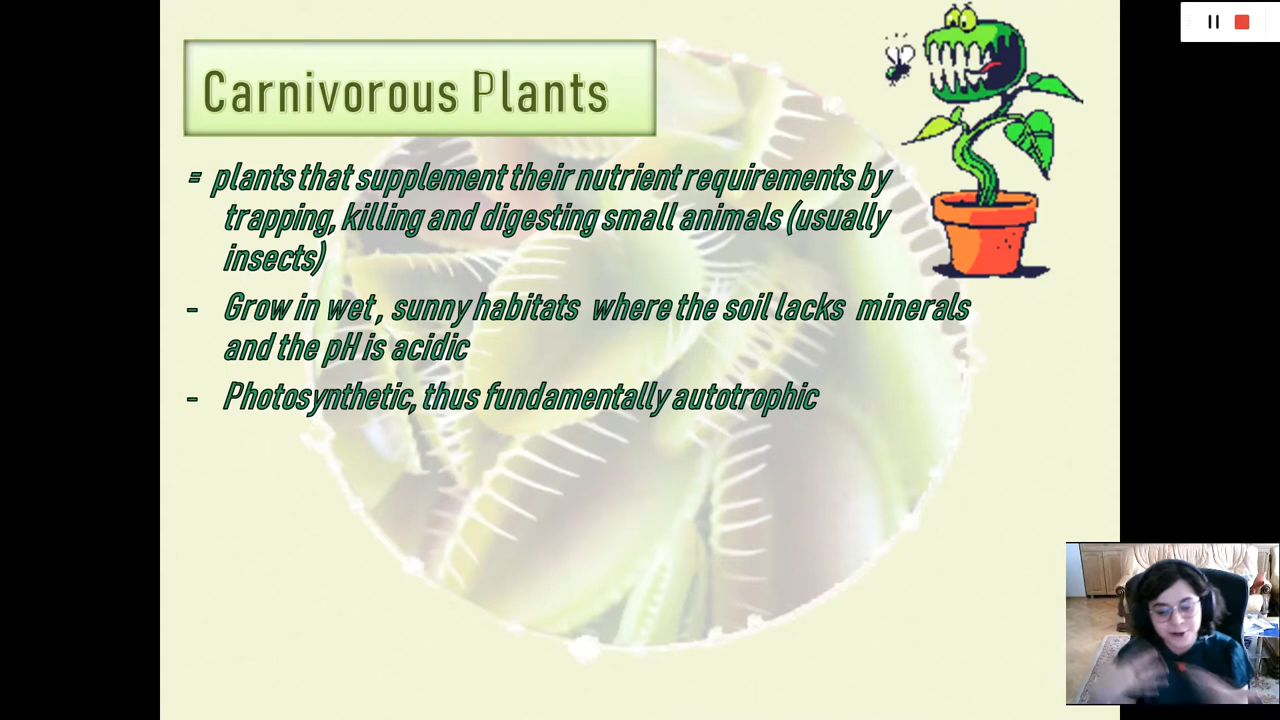 Carnivorous Plants
= plants that supplement their nutrient requirements by
trapping, killing and digesting small animals (usually
insects)
- Grow in wet , sunny habitats where the soil lacks minerals
and the pH is acidic
- Photosynthetic, thus fundamentally autotrophic